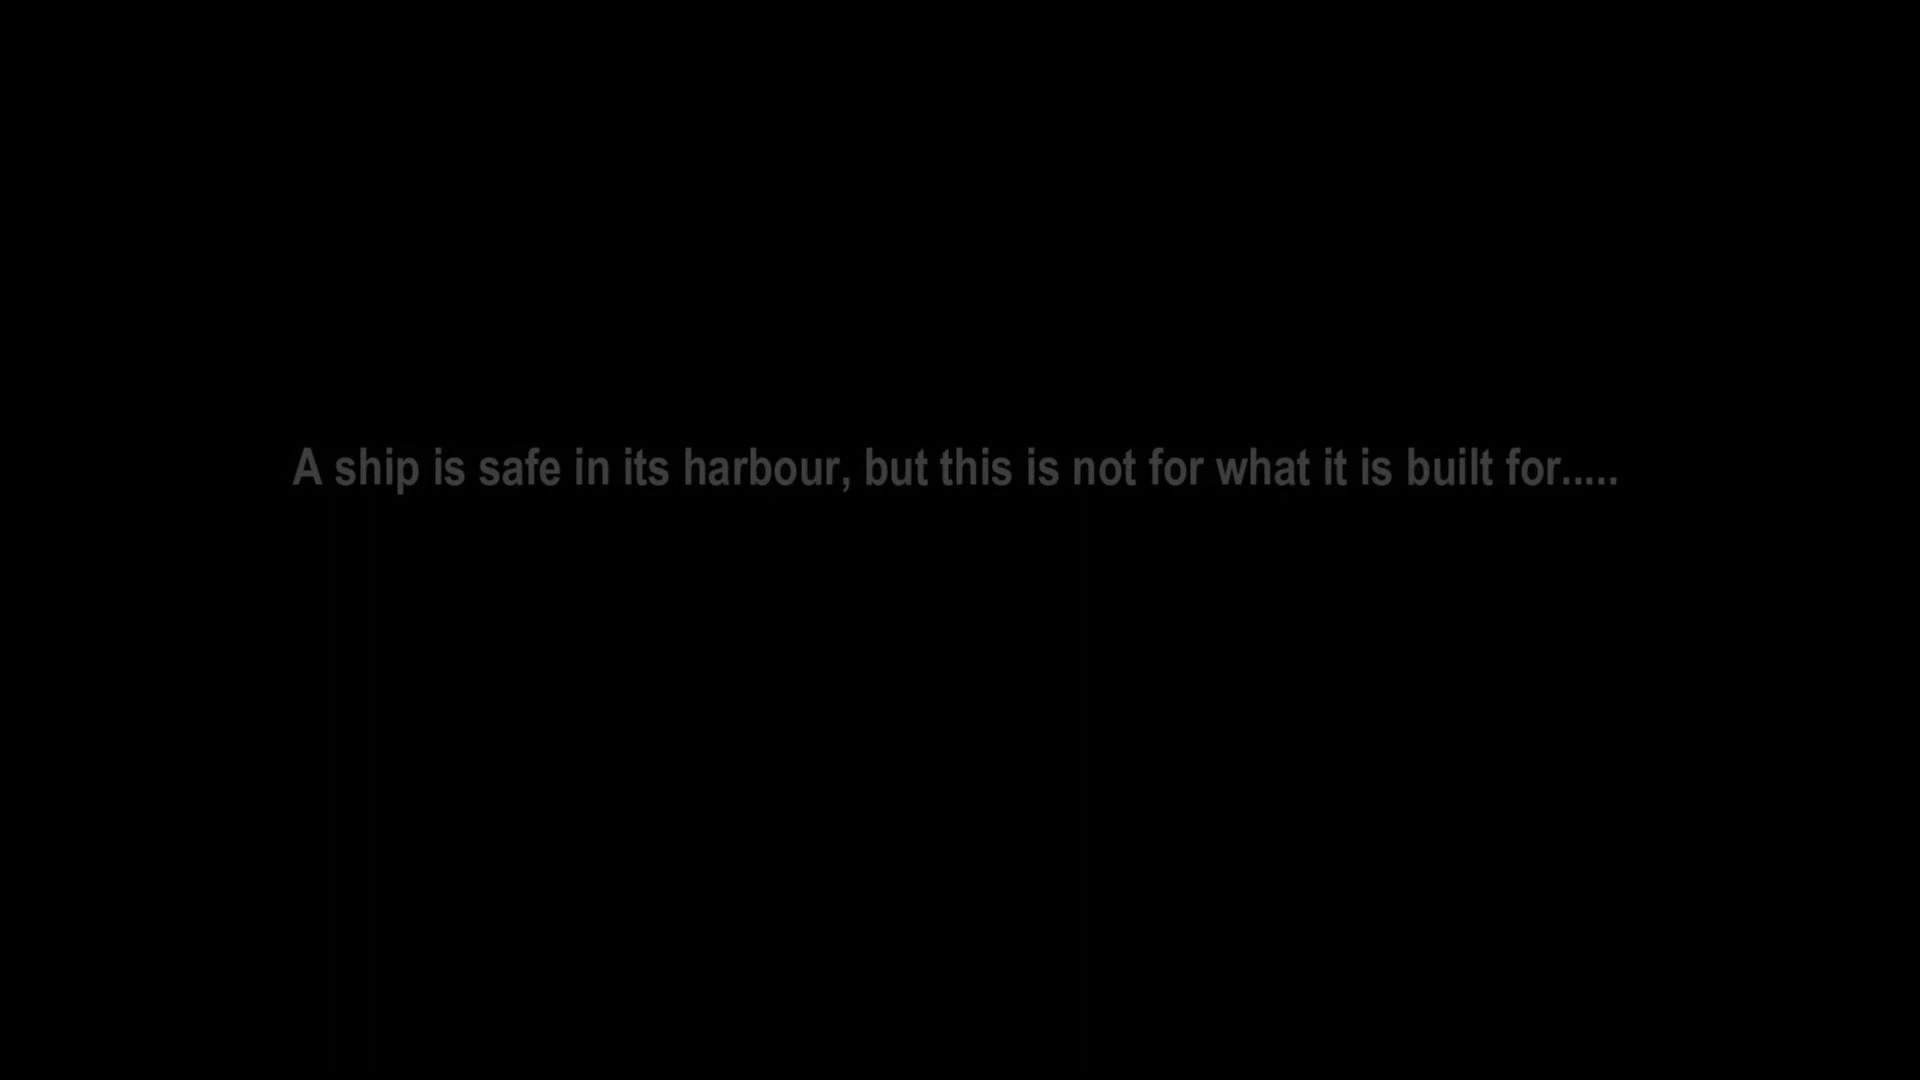 A ship is safe in its harbour, but this is not for what it is built for.....